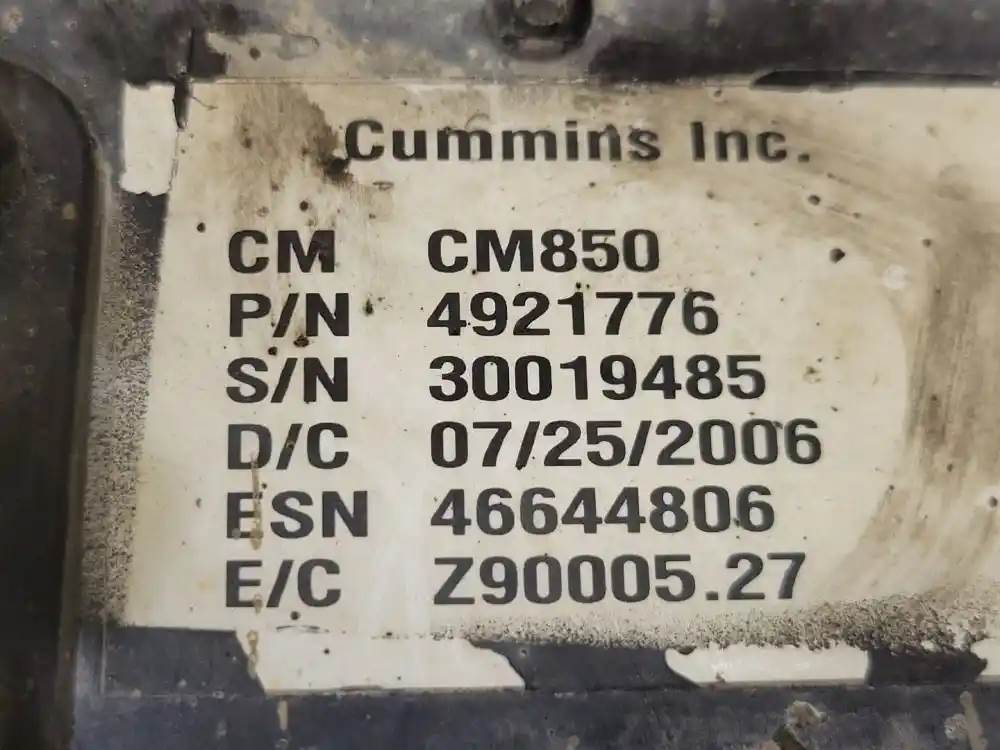 Cummins Inc.
CM CM850
P/N 4921776
S/N 30019485
D/C 07/25/2006
ESN 46644806
E/C Z90005.27